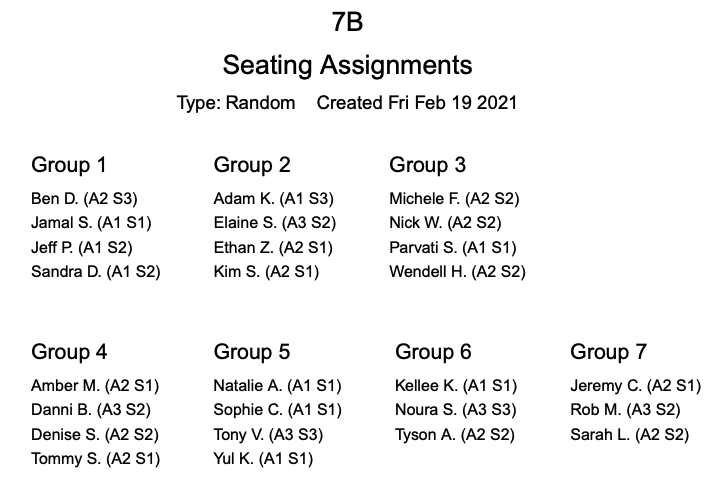 7B
Seating Assignments
Type: Random Created Fri Feb 19 2021
Group 1
Ben D. (A2 S3)
Jamal S. (A1 S1)
Jeff P. (A1 S2)
Sandra D. (A1 S2)
Group 2
Adam K. (A1 S3)
Elaine S. (A3 S2)
Ethan Z. (A2 S1)
Kim S. (A2 S1)
Group 3
Michele F. (A2 S2)
Nick W. (A2 S2)
Parvati S. (A1 S1)
Wendell H. (A2 S2)
Group 4
Amber M. (A2 S1)
Danni B. (A3 S2)
Denise S. (A2 S2)
Tommy S. (A2 S1)
Group 5
Natalie A. (A1 S1)
Sophie C. (A1 S1)
Tony V. (A3 S3)
Yul K. (A1 S1)
Group 6
Kellee K. (A1 S1)
Noura S. (A3 S3)
Tyson A. (A2 S2)
Group 7
Jeremy C. (A2 S1)
Rob M. (A3 S2)
Sarah L. (A2 S2)